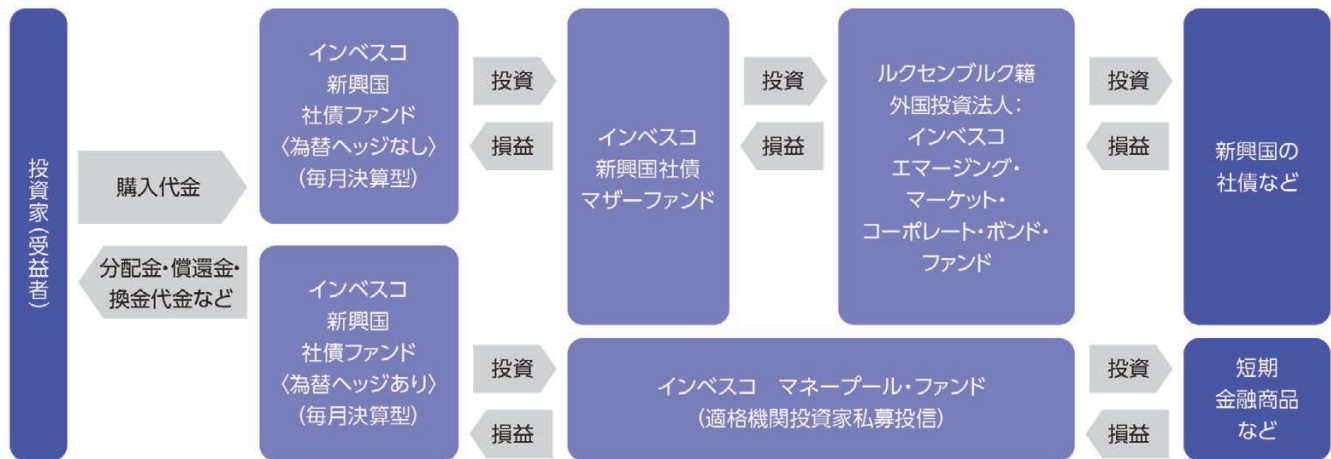 投資家(受益者)
購入代金
分配金・償還金・
換金代金など
インベスコ
新興国
社債ファンド
〈為替ヘッジなし〉
(毎月決算型)
インベスコ
新興国
社債ファンド
〈為替ヘッジあり〉
(毎月決算型)
投資
損益
インベスコ
新興国社債
マザーファンド
投資
損益
ルクセンブルク籍
外国投資法人:
インベスコ
エマージング・
マーケット・
コーポレート・ボンド・
ファンド
投資
損益
新興国の
社債など
投資
損益
インベスコ　マネープール・ファンド
(適格機関投資家私募投信)
投資
損益
短期
金融商品
など